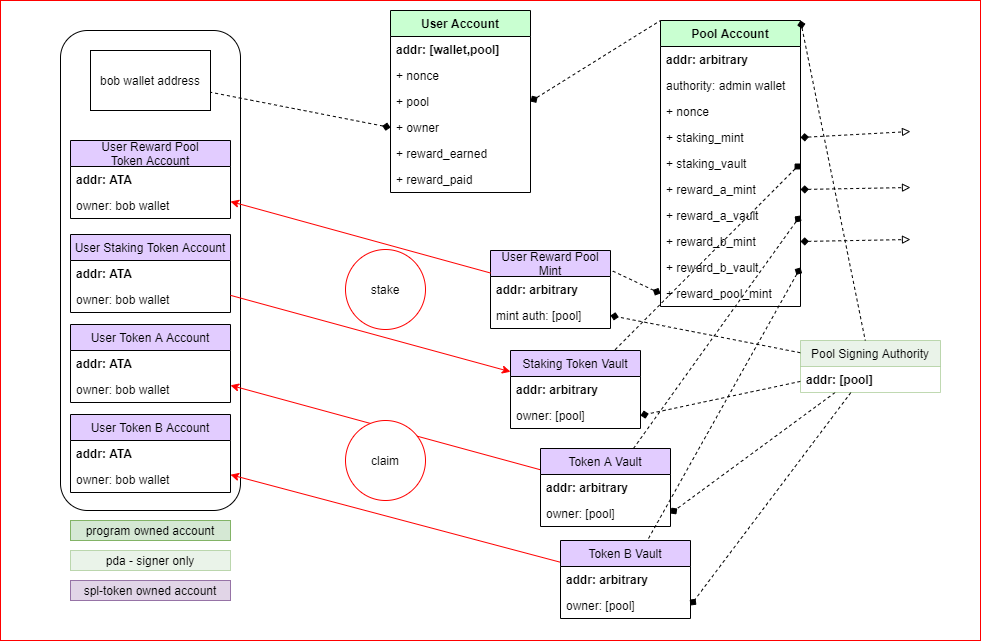 User Account
addr: [wallet,pool]
+ nonce
+ pool
+ owner
+ reward_earned
+ reward_paid
Pool Account
addr: arbitrary
authority: admin wallet
+ nonce
+ staking_mint
+ staking_vault
+ reward_a_mint
+ reward_a_vault
+ reward_b_mint
+ reward_b_vault
+ reward_pool_mint
bob wallet address
User Reward Pool
Token Account
addr: ATA
owner: bob wallet
User Staking Token Account
addr: ATA
owner: bob wallet
User Token A Account
addr: ATA
owner: bob wallet
User Token B Account
addr: ATA
owner: bob wallet
stake
claim
User Reward Pool
Mint
addr: arbitrary
mint auth: [pool]
Staking Token Vault
addr: arbitrary
owner: [pool]
Token A Vault
addr: arbitrary
owner: [pool]
Token B Vault
addr: arbitrary
owner: [pool]
Pool Signing Authority
addr: [pool]
program owned account
pda - signer only
spl-token owned account